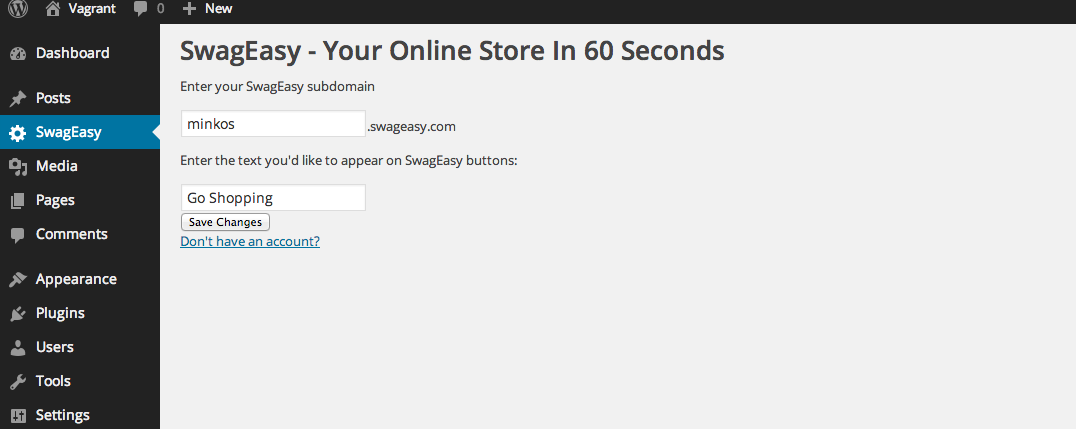 Vagrant 0 New
Dashboard
Posts
SwagEasy
Media
Pages
Comments
Appearance
Plugins
Users
Tools
Settings
SwagEasy - Your Online Store In 60 Seconds
Enter your SwagEasy subdomain
minkos .swageasy.com
Enter the text you'd like to appear on SwagEasy buttons:
Go Shopping
Save Changes
Don't have an account?